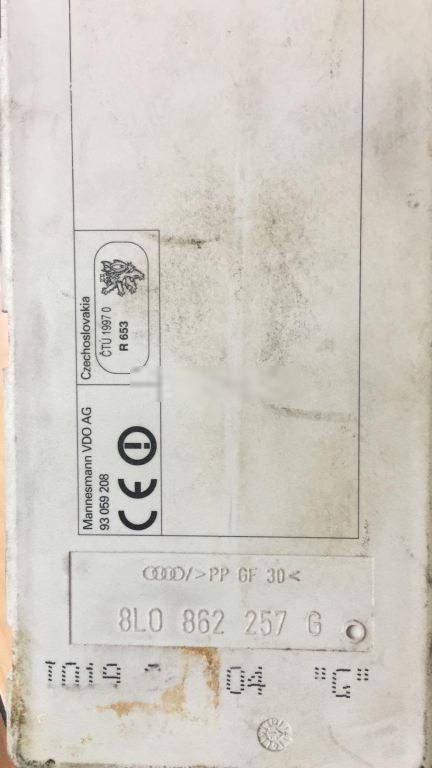 Czechoslovakia
ČTÚ 1997 0
R 653
Mannesmann VDO AG
93 059 208
CE
/>PP GF 30<
8L0 862 257 G
T019
04
"G"